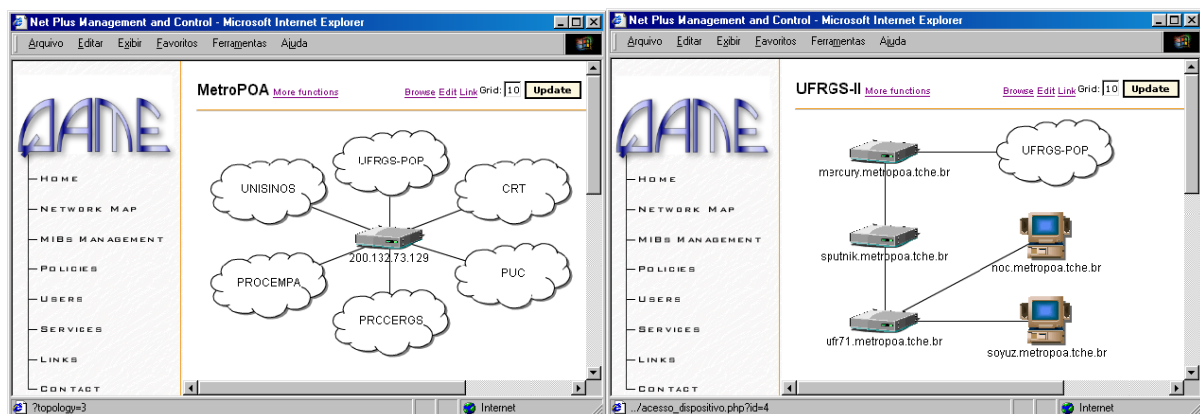 Net Plus Management and Control - Microsoft Internet Explorer
Arquivo Editar Exibir Favoritos Ferramentas Ajuda
QAME
HOME
NETWORK MAP
MIBS MANAGEMENT
POLICIES
USERS
SERVICES
LINKS
CONTACT
MetroPOA More functions Browse Edit Link Grid: 10 Update
UFRGS-POP
UNISINOS
CRT
200.132.73.129
PROCEMPA
PUC
PRCCERGS
?topology=3
Internet
Net Plus Management and Control - Microsoft Internet Explorer
Arquivo Editar Exibir Favoritos Ferramentas Ajuda
QAME
HOME
NETWORK MAP
MIBS MANAGEMENT
POLICIES
USERS
SERVICES
LINKS
CONTACT
UFRGS-II More functions Browse Edit Link Grid: 10 Update
UFRGS-POP
mercury.metropoa.tche.br
sputnik.metropoa.tche.br
noc.metropoa.tche.br
ufr71.metropoa.tche.br
soyuz.metropoa.tche.br
.../acesso_dispositivo.php?id=4
Internet